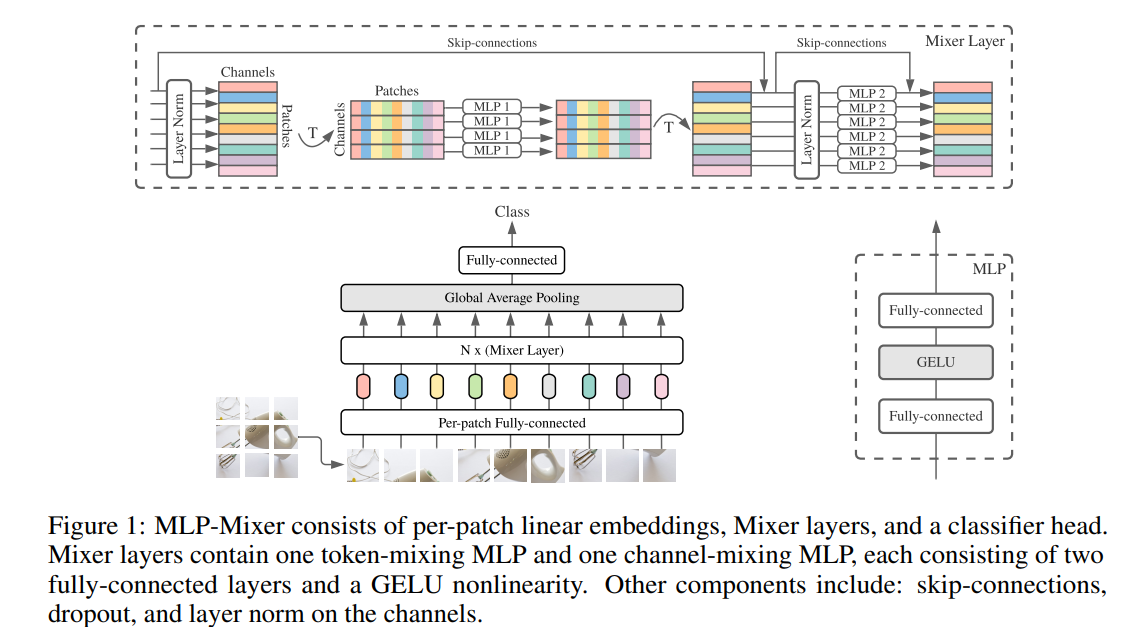 Skip-connections
Skip-connections
Mixer Layer
Channels
Layer Norm
Patches
T
Patches
Channels
MLP 1
MLP 1
MLP 1
MLP 1
T
Layer Norm
MLP 2
MLP 2
MLP 2
MLP 2
MLP 2
MLP 2
Class
Fully-connected
Global Average Pooling
N x (Mixer Layer)
Per-patch Fully-connected
MLP
Fully-connected
GELU
Fully-connected
Figure 1: MLP-Mixer consists of per-patch linear embeddings, Mixer layers, and a classifier head.
Mixer layers contain one token-mixing MLP and one channel-mixing MLP, each consisting of two
fully-connected layers and a GELU nonlinearity. Other components include: skip-connections,
dropout, and layer norm on the channels.